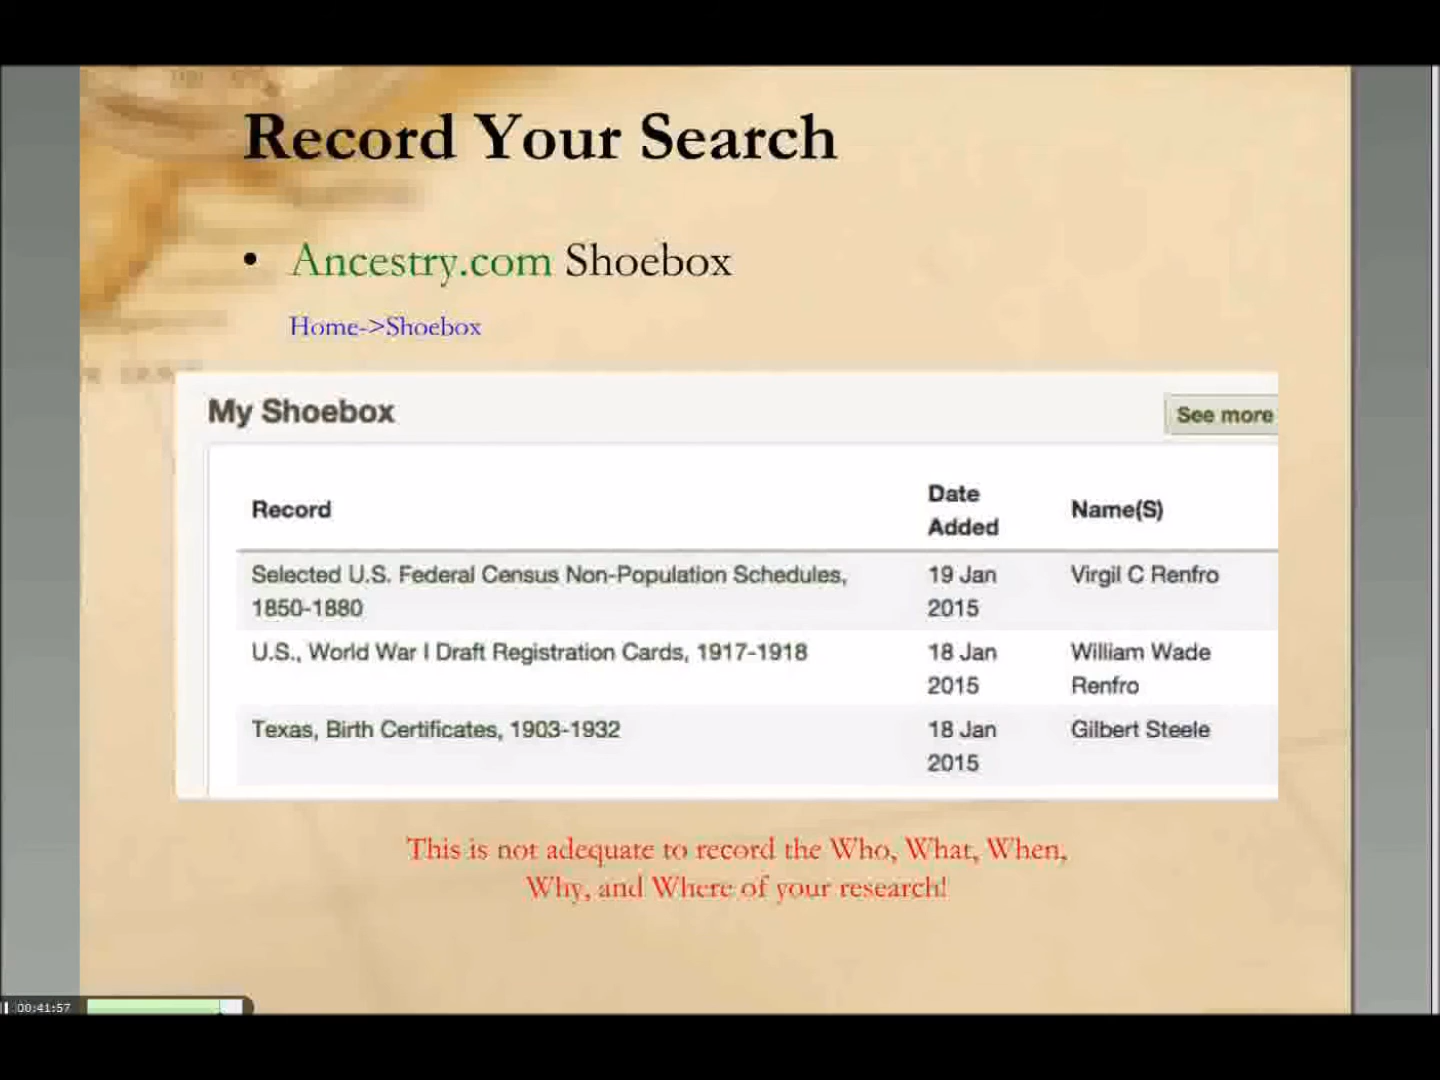 Record Your Search
• Ancestry.com Shoebox
Home->Shoebox
My Shoebox
See more
Record
Date Added
Name(S)
Selected U.S. Federal Census Non-Population Schedules, 1850-1880
19 Jan 2015
Virgil C Renfro
U.S., World War I Draft Registration Cards, 1917-1918
18 Jan 2015
William Wade Renfro
Texas, Birth Certificates, 1903-1932
18 Jan 2015
Gilbert Steele
This is not adequate to record the Who, What, When,
Why, and Where of your research!
00:41:57